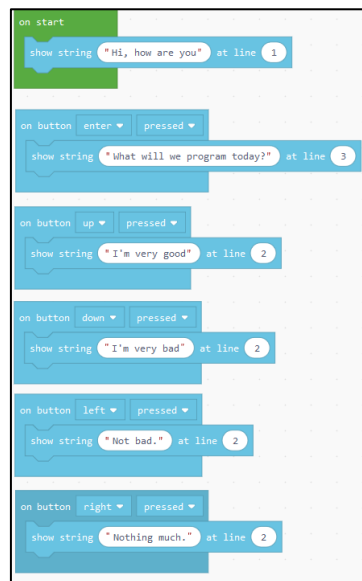 on start
show string "Hi, how are you" at line 1
on button enter pressed
show string "What will we program today?" at line 3
on button up pressed
show string "I'm very good" at line 2
on button down pressed
show string "I'm very bad" at line 2
on button left pressed
show string "Not bad." at line 2
on button right pressed
show string "Nothing much." at line 2